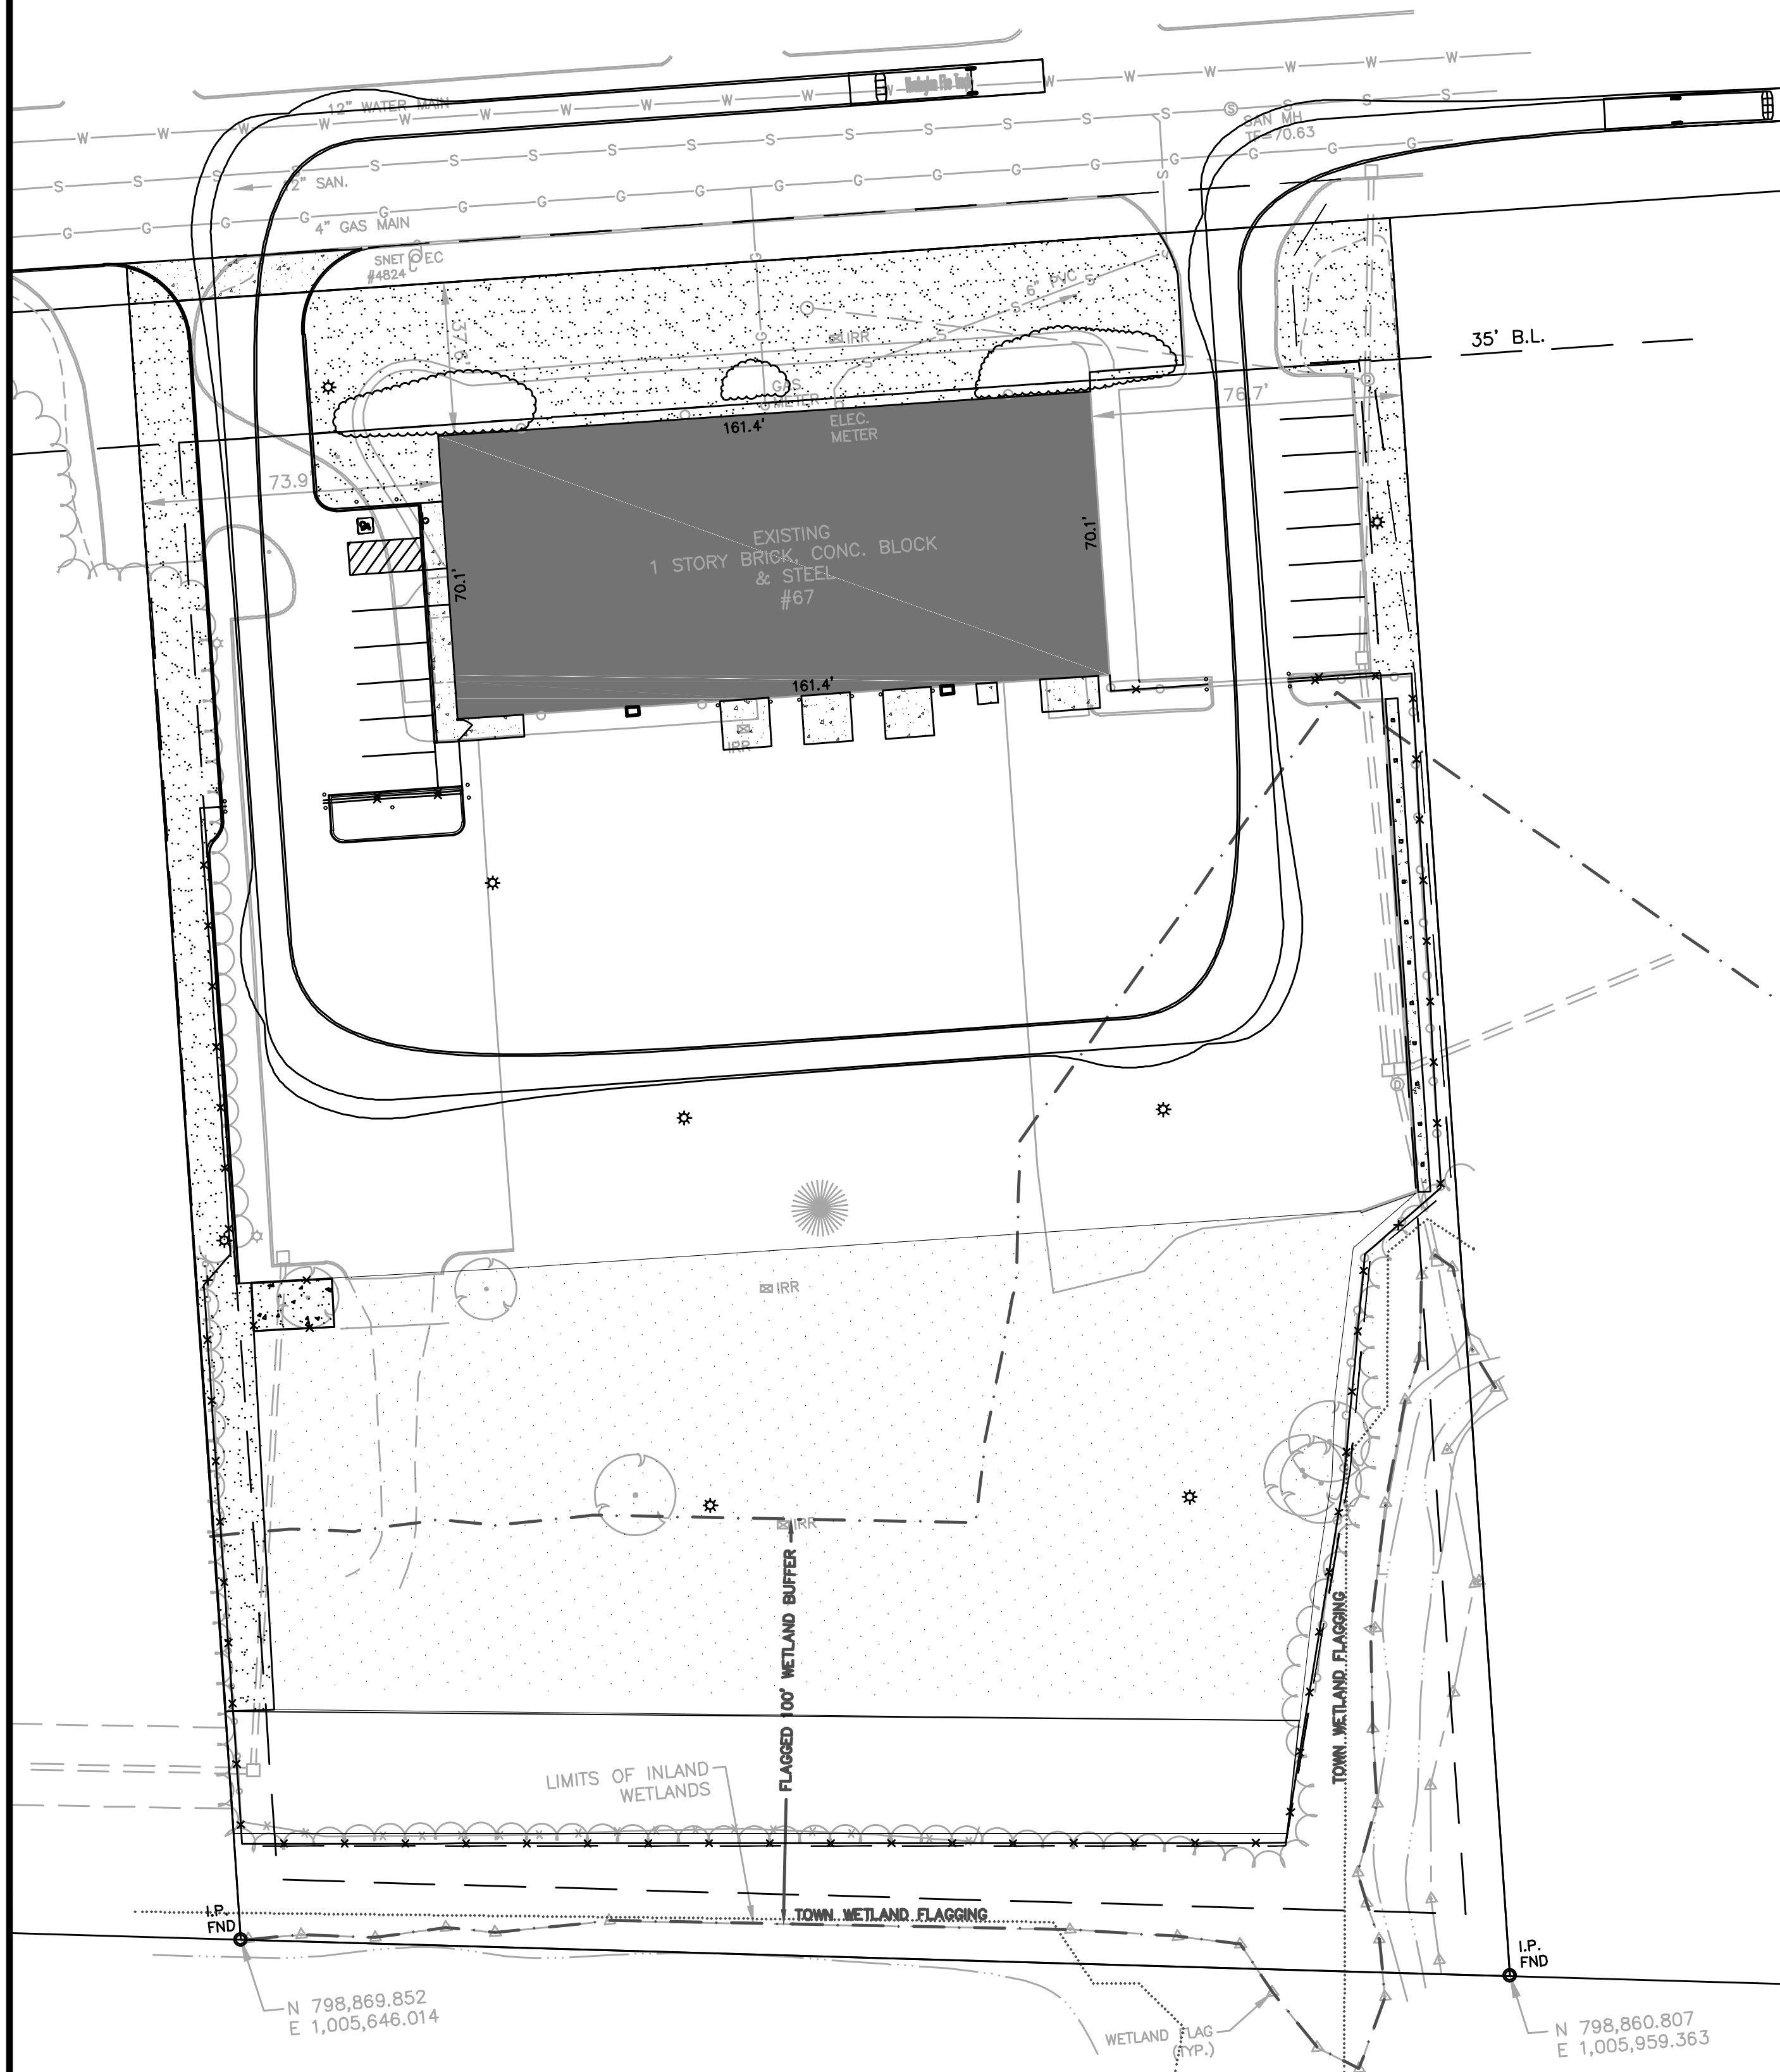 12" WATER MAIN
W W W W W W W W W W W W W W W W W
SAN MH
TF=70.63
S S S S S S S S S S S S S S S S
12" SAN.
G G G G G G G G G G G G G G G G G
4" GAS MAIN
SNET EC
#4824
6" PVC
37.6'
IRR
35' B.L.
GAS
METER
76.7'
161.4'
ELEC.
METER
73.9'
EXISTING
1 STORY BRICK, CONC. BLOCK
& STEEL
#67
70.1'
70.1'
161.4'
IRR
IRR
IRR
FLAGGED 100' WETLAND BUFFER
TOWN WETLAND FLAGGING
LIMITS OF INLAND
WETLANDS
I.P.
FND
TOWN WETLAND FLAGGING
I.P.
FND
N 798,869.852
E 1,005,646.014
WETLAND FLAG
(TYP.)
N 798,860.807
E 1,005,959.363